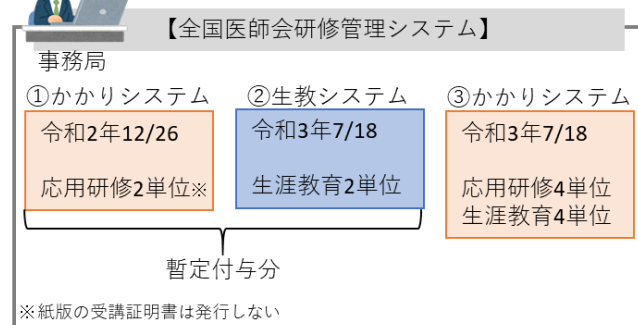 【全国医師会研修管理システム】
事務局
①かかりシステム
令和2年12/26
応用研修2単位※
②生教システム
令和3年7/18
生涯教育2単位
③かかりシステム
令和3年7/18
応用研修4単位
生涯教育4単位
暫定付与分
※紙版の受講証明書は発行しない